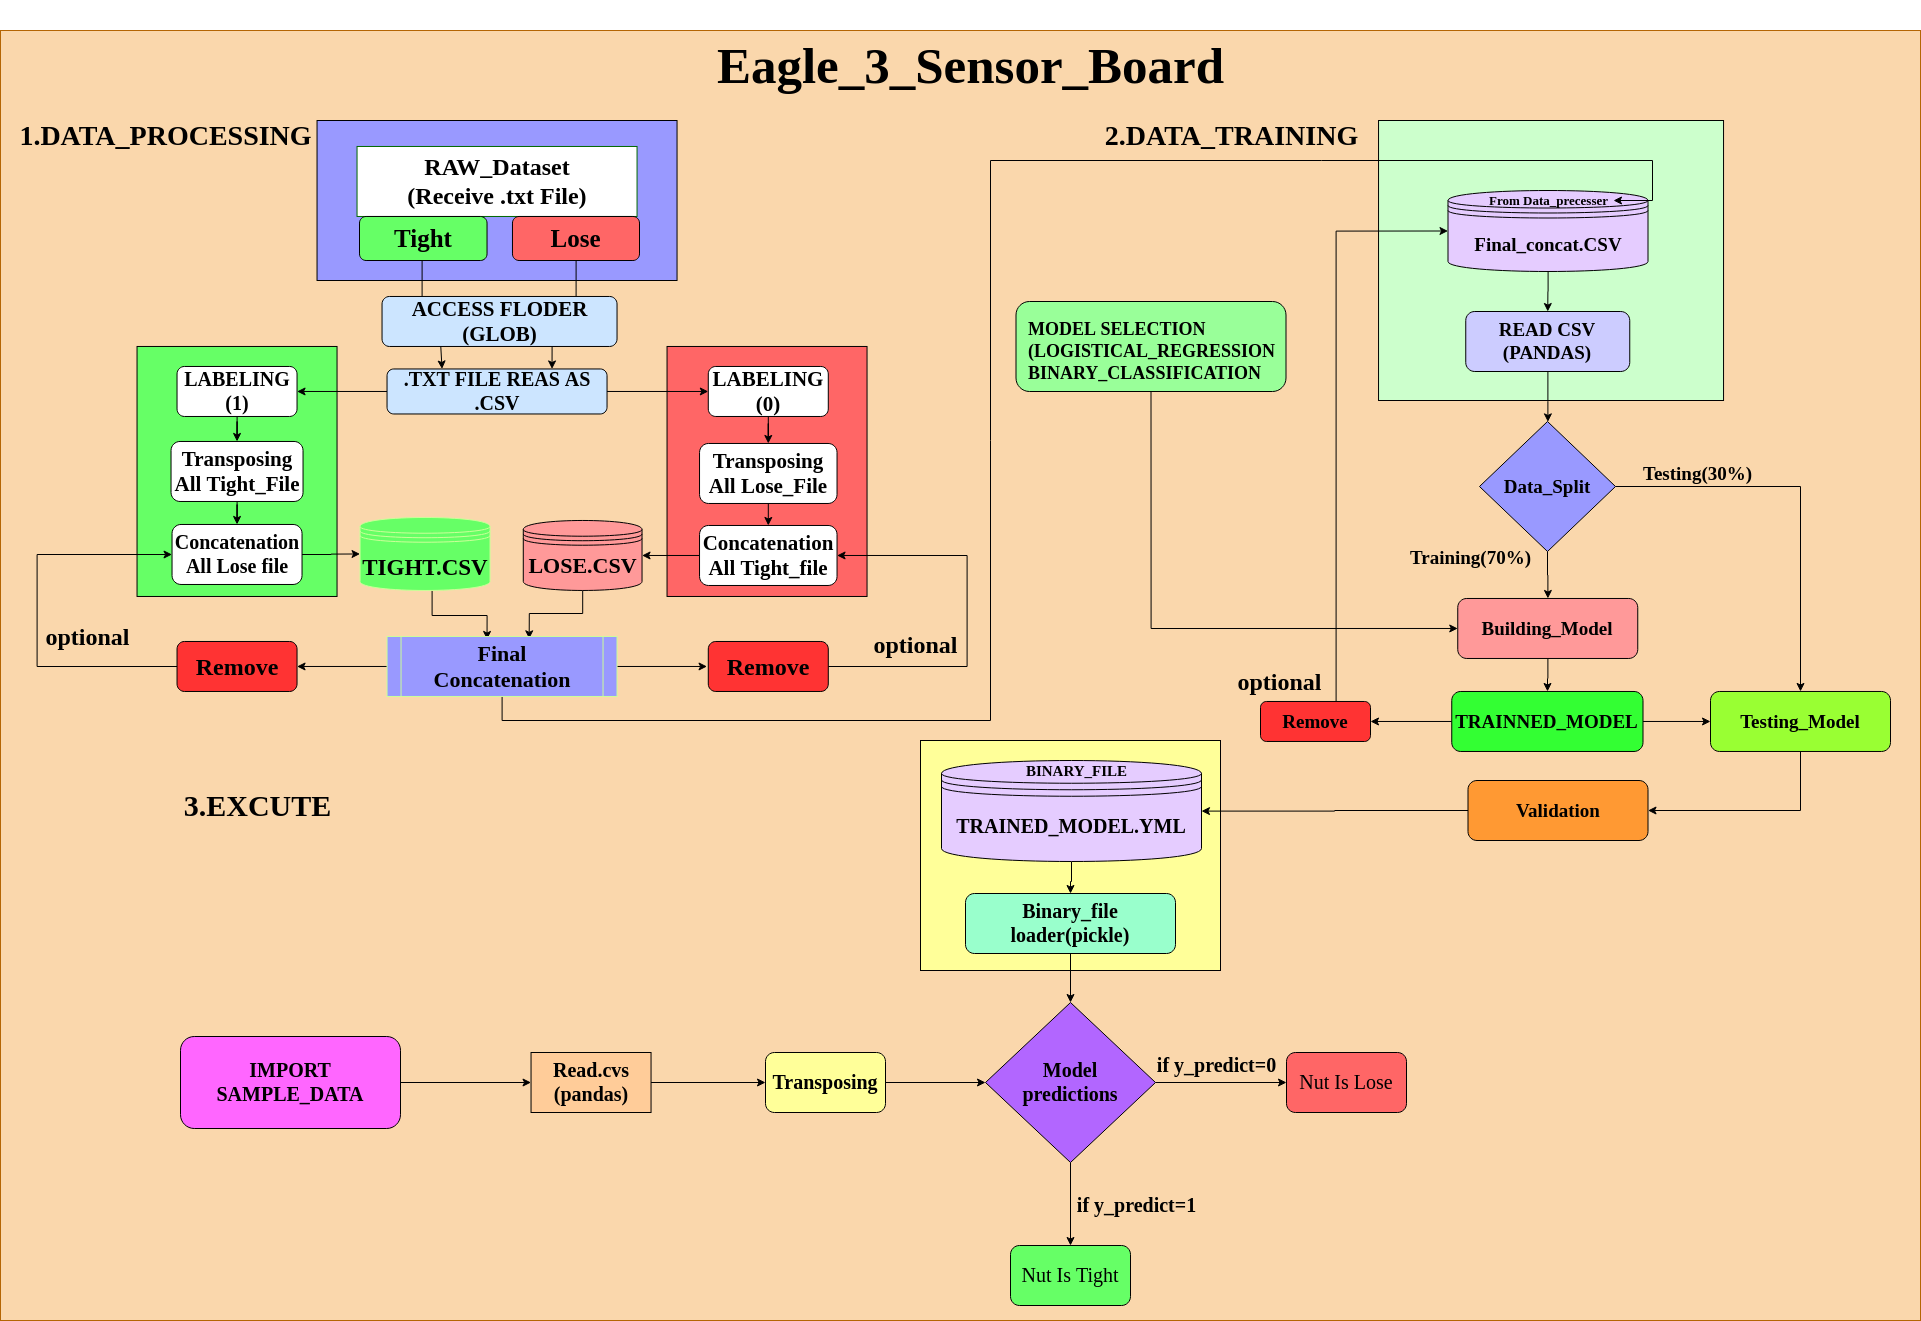 Eagle_3_Sensor_Board
1.DATA_PROCESSING
RAW_Dataset
(Receive .txt File)
Tight
Lose
ACCESS FLODER
(GLOB)
.TXT FILE REAS AS
.CSV
LABELING
(1)
Transposing
All Tight_File
Concatenation
All Lose file
LABELING
(0)
Transposing
All Lose_File
Concatenation
All Tight_file
TIGHT.CSV
LOSE.CSV
optional
Remove
Final
Concatenation
Remove
optional
2.DATA_TRAINING
From Data_precesser
Final_concat.CSV
READ CSV
(PANDAS)
MODEL SELECTION
(LOGISTICAL_REGRESSION
BINARY_CLASSIFICATION
Data_Split
Testing(30%)
Training(70%)
Building_Model
optional
Remove
TRAINNED_MODEL
Testing_Model
Validation
3.EXCUTE
BINARY_FILE
TRAINED_MODEL.YML
Binary_file
loader(pickle)
IMPORT
SAMPLE_DATA
Read.cvs
(pandas)
Transposing
Model
predictions
if y_predict=0
Nut Is Lose
if y_predict=1
Nut Is Tight